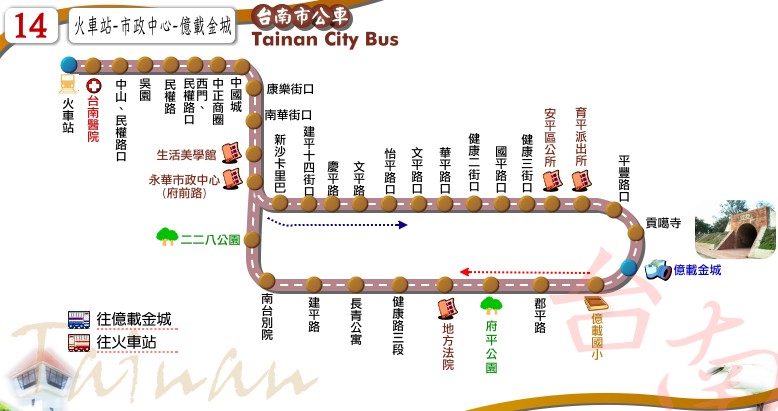 14
火車站-市政中心-億載金城
台南市公車
Tainan City Bus
火車站
台南醫院
中山、民權路口
吳園
民權路
西門、民權路口
中正商圈
中國城
康樂街口
南華街口
生活美學館
永華市政中心
(府前路)
新沙卡里巴
建平十四街口
慶平路
文平路
怡平路口
文平路口
華平路口
健康二街口
國平路口
健康三街口
安平區公所
育平派出所
平豐路口
貢噶寺
億載金城
億載國小
郡平路
府平公園
地方法院
健康路三段
長青公寓
建平路
南台別院
二二八公園
往億載金城
往火車站
Tainan
台南